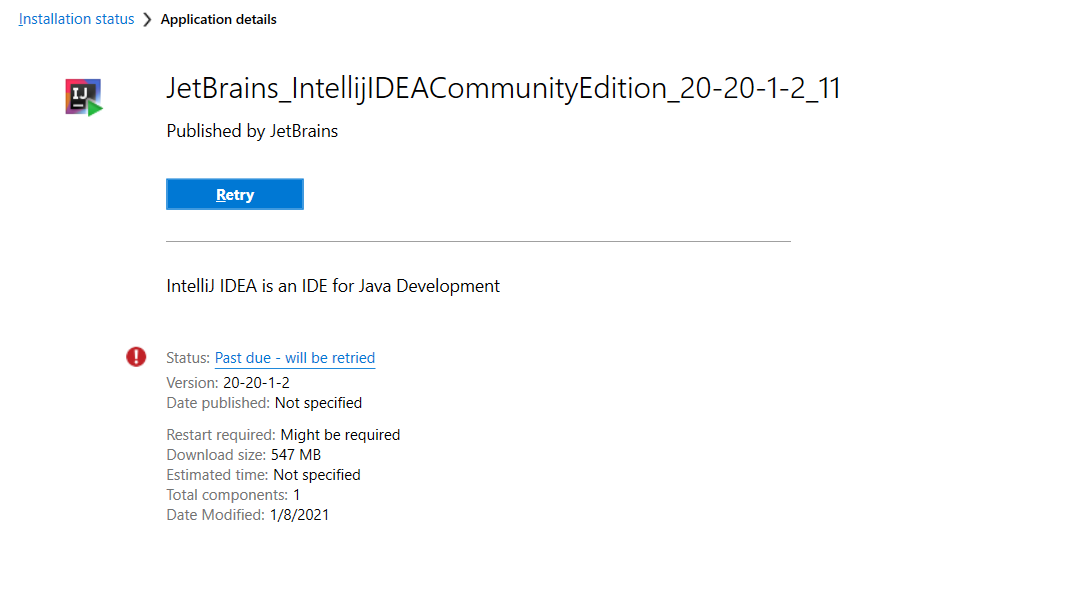 Installation status > Application details
IJ
JetBrains_IntellijIDEACommunityEdition_20-20-1-2_11
Published by JetBrains
Retry
IntelliJ IDEA is an IDE for Java Development
Status: Past due - will be retried
Version: 20-20-1-2
Date published: Not specified
Restart required: Might be required
Download size: 547 MB
Estimated time: Not specified
Total components: 1
Date Modified: 1/8/2021